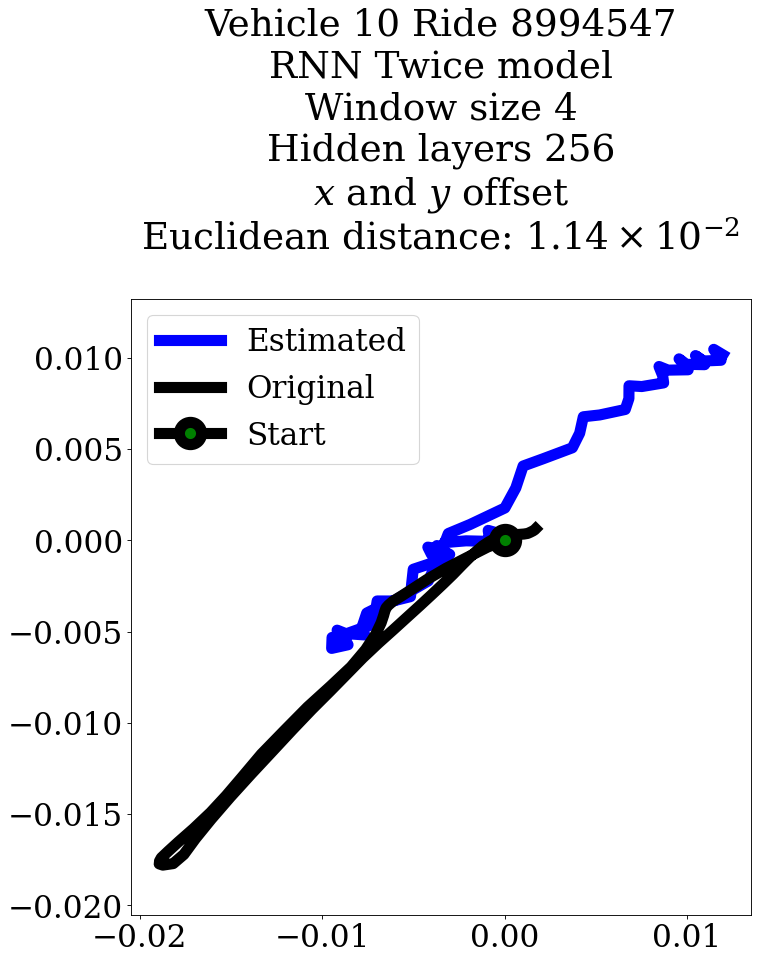 Vehicle 10 Ride 8994547
RNN Twice model
Window size 4
Hidden layers 256
x and y offset
Euclidean distance: 1.14 × 10⁻²
Estimated
Original
Start
0.010
0.005
0.000
−0.005
−0.010
−0.015
−0.020
−0.02 −0.01 0.00 0.01